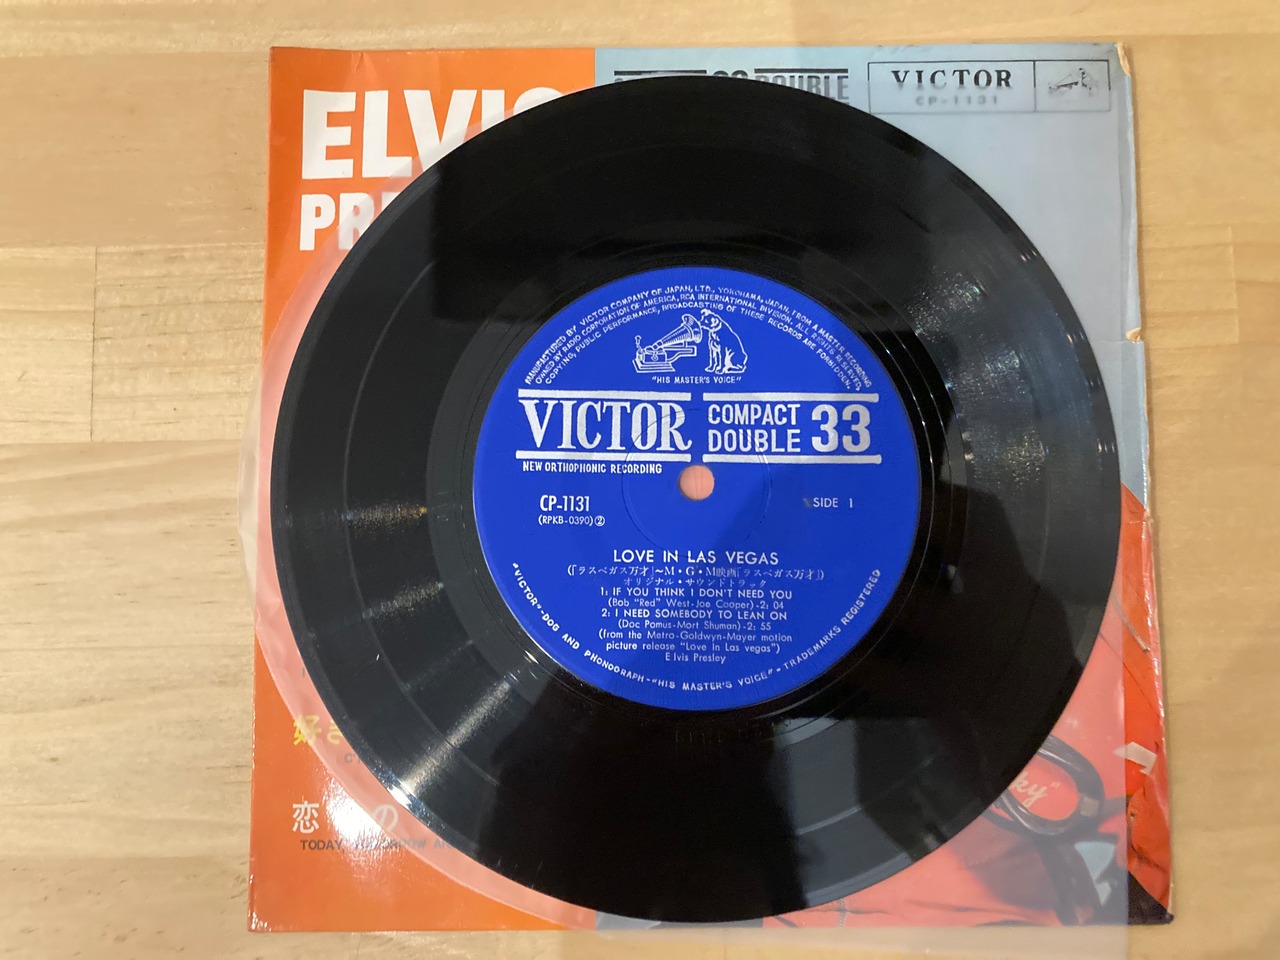 ELVIS
PRE
33 DOUBLE
VICTOR
CP-1131
MANUFACTURED BY VICTOR COMPANY OF JAPAN, LTD., YOKOHAMA, JAPAN, FROM A MASTER RECORDING
OWNED BY RADIO CORPORATION OF AMERICA, RCA INTERNATIONAL DIVISION, ALL RIGHTS RESERVED.
COPYING, PUBLIC PERFORMANCE, BROADCASTING OF THESE RECORDS ARE FORBIDDEN.
"HIS MASTER'S VOICE"
VICTOR COMPACT DOUBLE 33
NEW ORTHOPHONIC RECORDING
CP-1131
(RPKB-0390)②
SIDE 1
LOVE IN LAS VEGAS
(「ラスベガス万才」~M・G・M映画「ラスベガス万才」)
オリジナル・サウンドトラック
1: IF YOU THINK I DON'T NEED YOU
(Bob "Red" West-Joe Cooper)-2: 04
2: I NEED SOMEBODY TO LEAN ON
(Doc Pomus-Mort Shuman)-2: 55
(from the Metro-Goldwyn-Mayer motion
picture release "Love In Las vegas")
Elvis Presley
"VICTOR"-DOG AND PHONOGRAPH-"HIS MASTER'S VOICE"-TRADEMARKS REGISTERED
好き
恋 の
TODAY
ky"